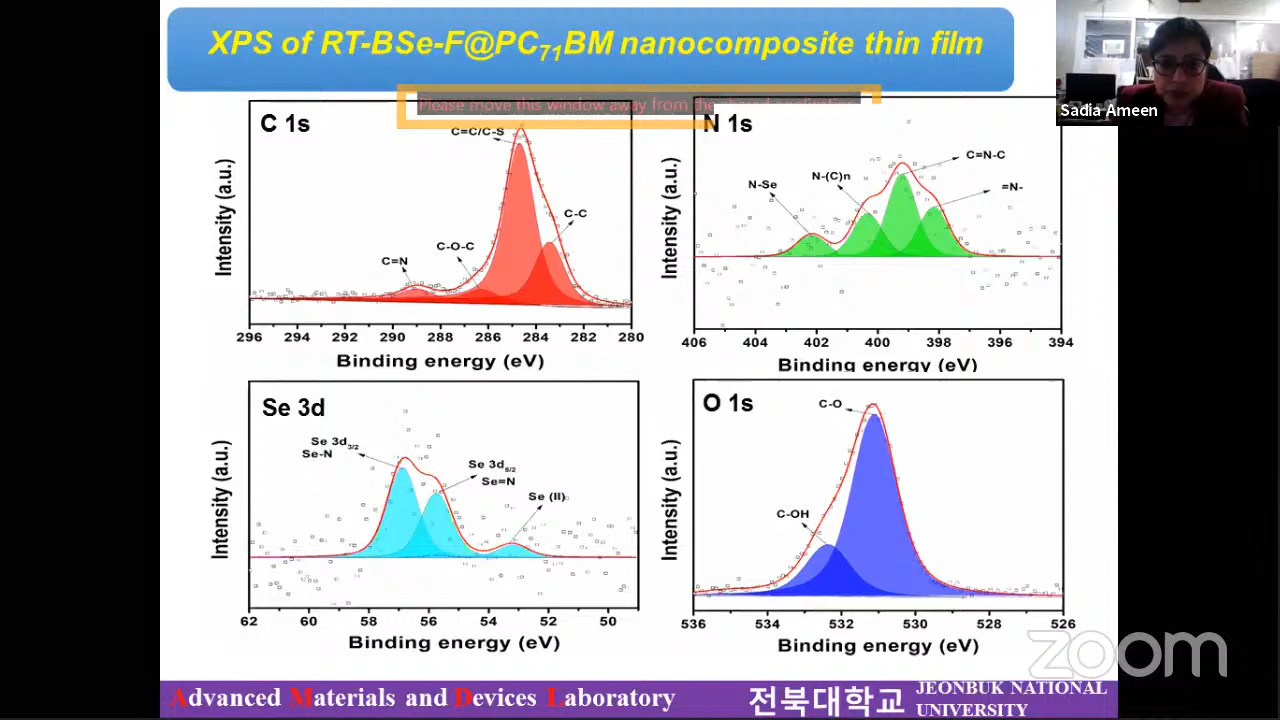 XPS of RT-BSe-F@PC71BM nanocomposite thin film
Sadia Ameen
Please move this window away from the shared application
C 1s
C=C/C-S
C-C
C-O-C
C=N
Intensity (a.u.)
296 294 292 290 288 286 284 282 280
Binding energy (eV)
N 1s
C=N-C
N-(C)n
N-Se
=N-
Intensity (a.u.)
406 404 402 400 398 396 394
Binding energy (eV)
Se 3d
Se 3d3/2
Se-N
Se 3d5/2
Se=N
Se (II)
Intensity (a.u.)
62 60 58 56 54 52 50
Binding energy (eV)
O 1s
C-O
C-OH
Intensity (a.u.)
536 534 532 530 528 526
Binding energy (eV)
zoom
Advanced Materials and Devices Laboratory
전북대학교 JEONBUK NATIONAL
UNIVERSITY